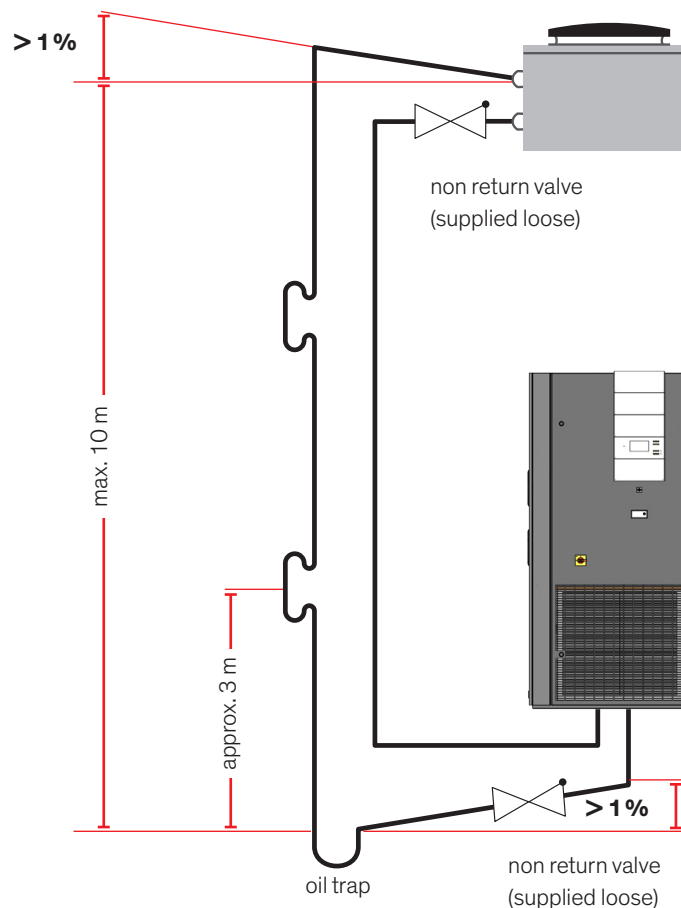 > 1%
non return valve
(supplied loose)
max. 10 m
approx. 3 m
> 1%
oil trap
non return valve
(supplied loose)